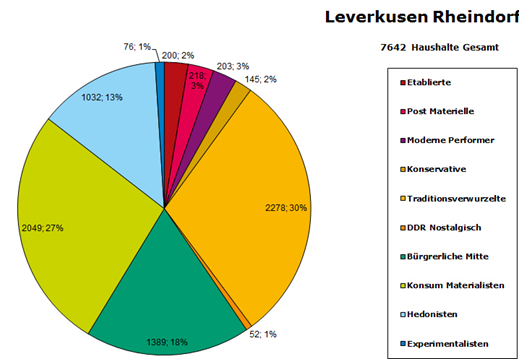 Leverkusen Rheindorf
7642 Haushalte Gesamt
76; 1%
200; 2%
218; 3%
203; 3%
145; 2%
1032; 13%
2278; 30%
2049; 27%
52; 1%
1389; 18%
Etablierte
Post Materielle
Moderne Performer
Konservative
Traditionsverwurzelte
DDR Nostalgisch
Bürgrerliche Mitte
Konsum Materialisten
Hedonisten
Experimentalisten